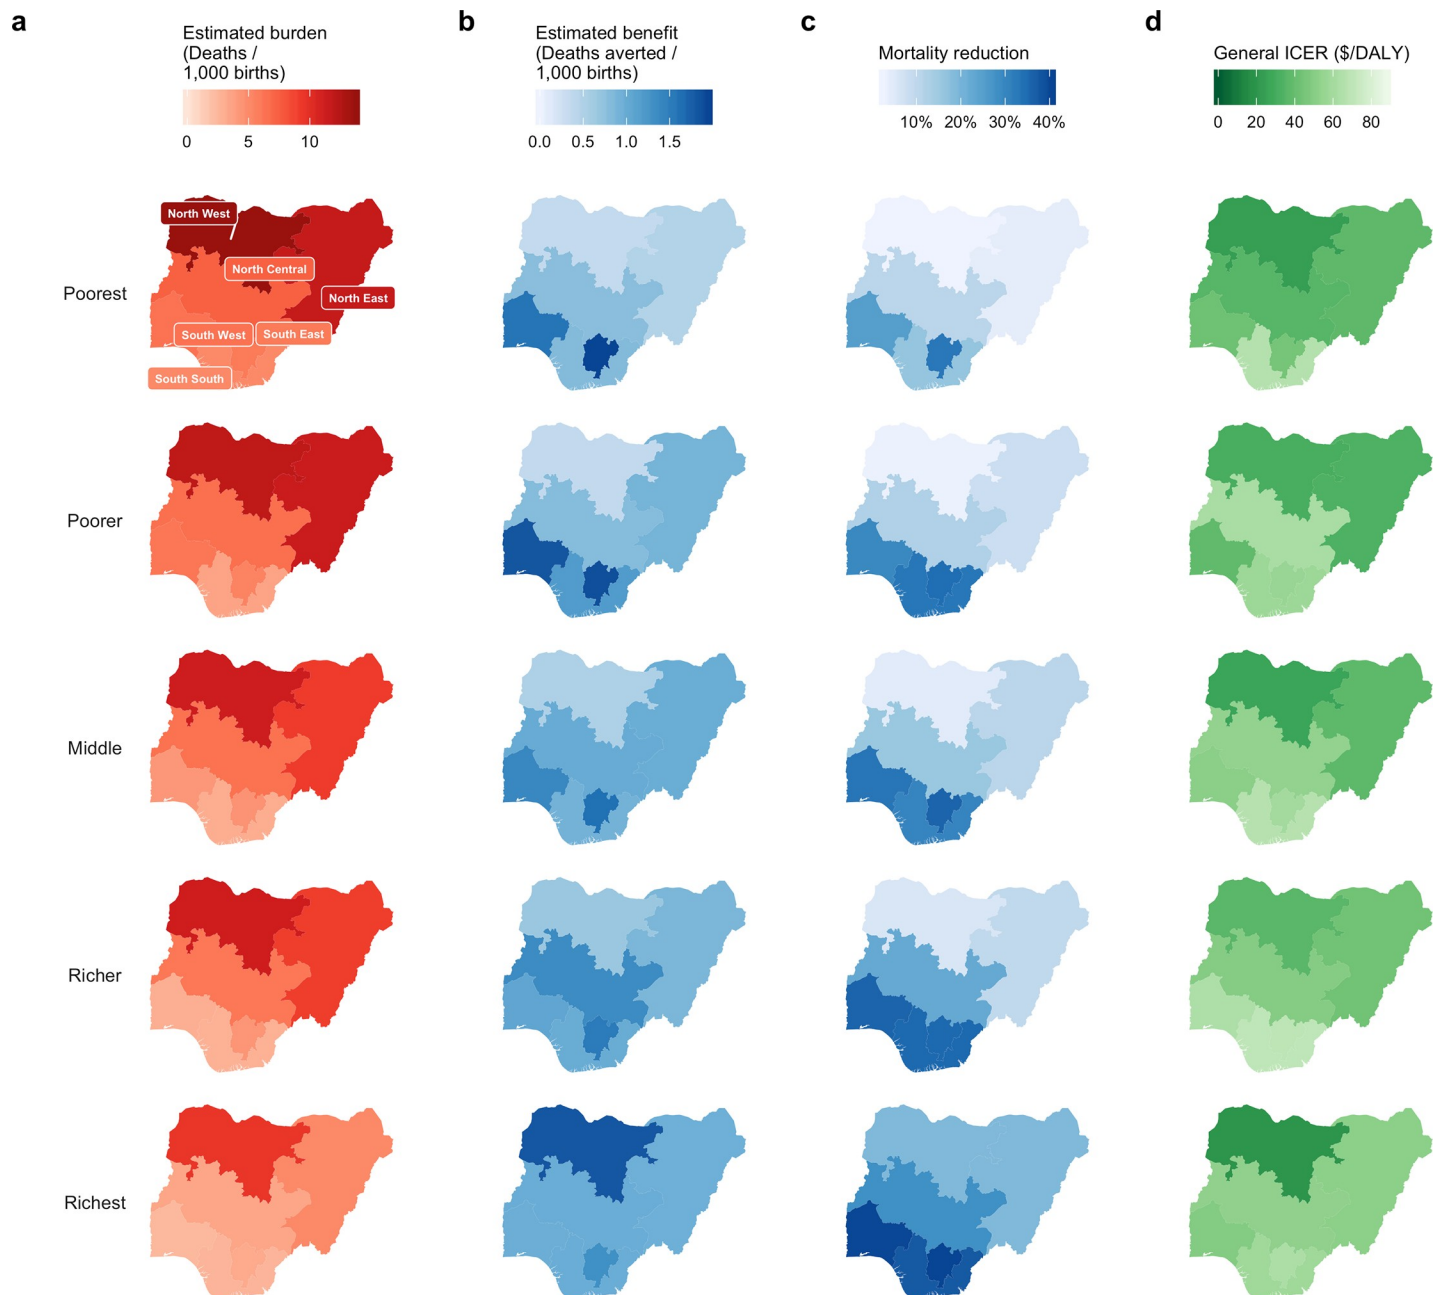 a
Estimated burden
(Deaths /
1,000 births)
0 5 10
b
Estimated benefit
(Deaths averted /
1,000 births)
0.0 0.5 1.0 1.5
c
Mortality reduction
10% 20% 30% 40%
d
General ICER ($/DALY)
0 20 40 60 80
Poorest
North West
North Central
North East
South West
South East
South South
Poorer
Middle
Richer
Richest